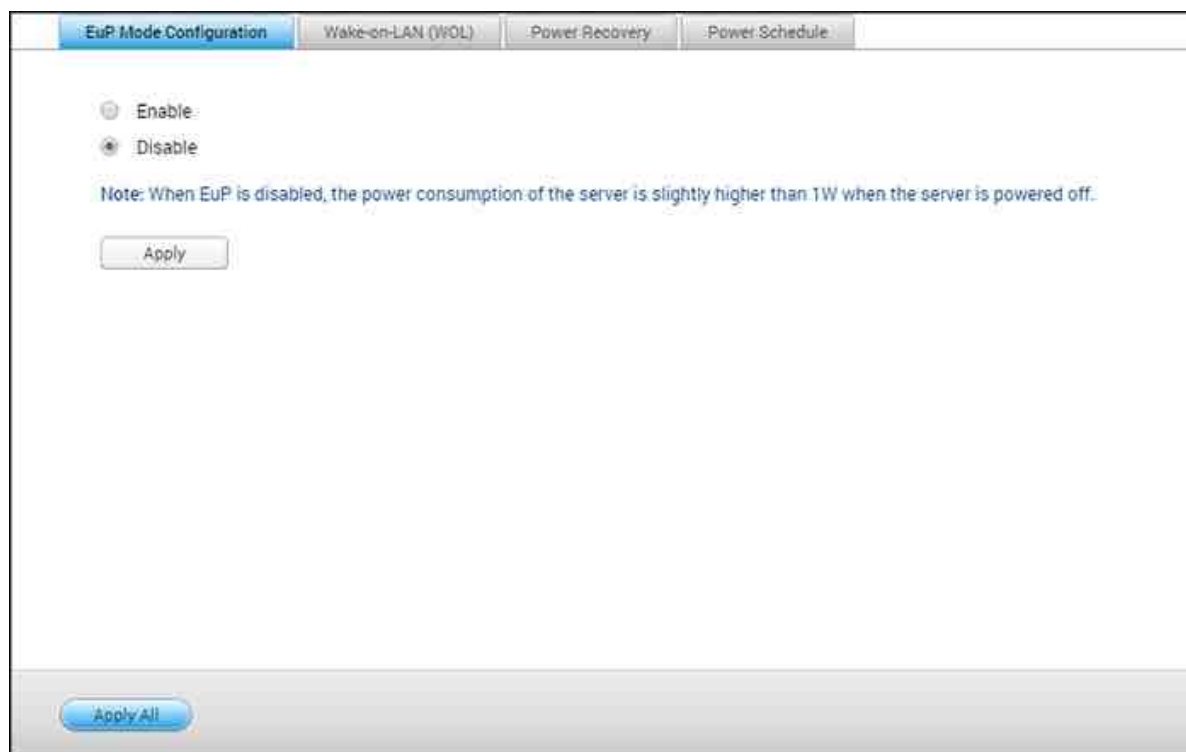 EuP Mode Configuration Wake-on-LAN (WOL) Power Recovery Power Schedule
Enable
Disable
Note: When EuP is disabled, the power consumption of the server is slightly higher than 1W when the server is powered off.
Apply
Apply All